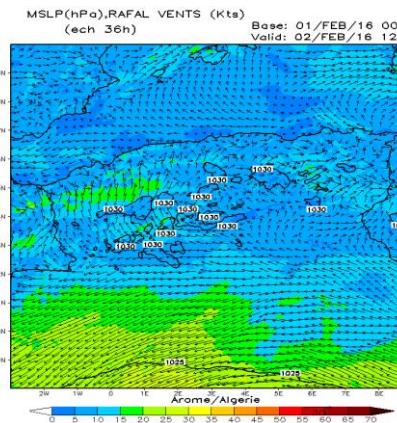 MSLP(hPa),RAFAL VENTS (Kts)
(ech 36h)
Base: 01/FEB/16 00
Valid: 02/FEB/16 12
1030
1030
1030
1030
1030
1030
1030
1030
1030
1030
1030
1030
1025
1025
2W 1W 0 1E 2E 3E 4E 5E 6E 7E 8E
Arome/Algerie
0 5 10 15 20 25 30 35 40 45 50 55 60 65 70